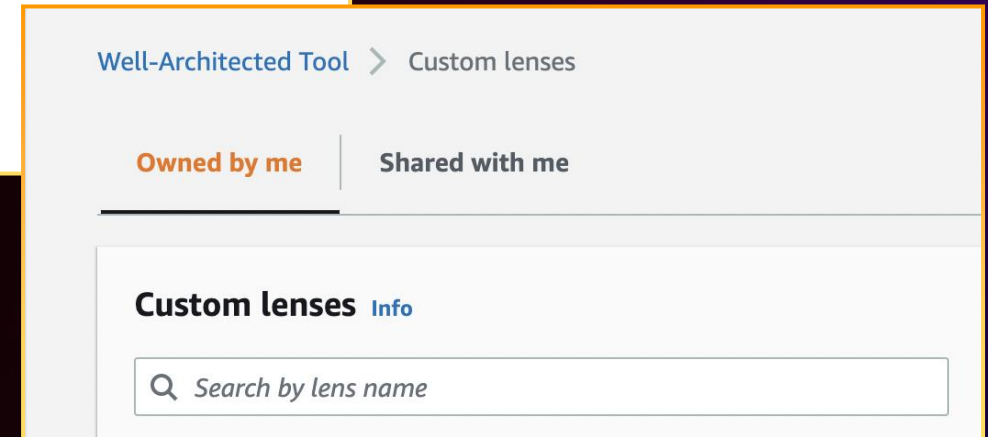 Well-Architected Tool > Custom lenses
Owned by me Shared with me
Custom lenses Info
Search by lens name